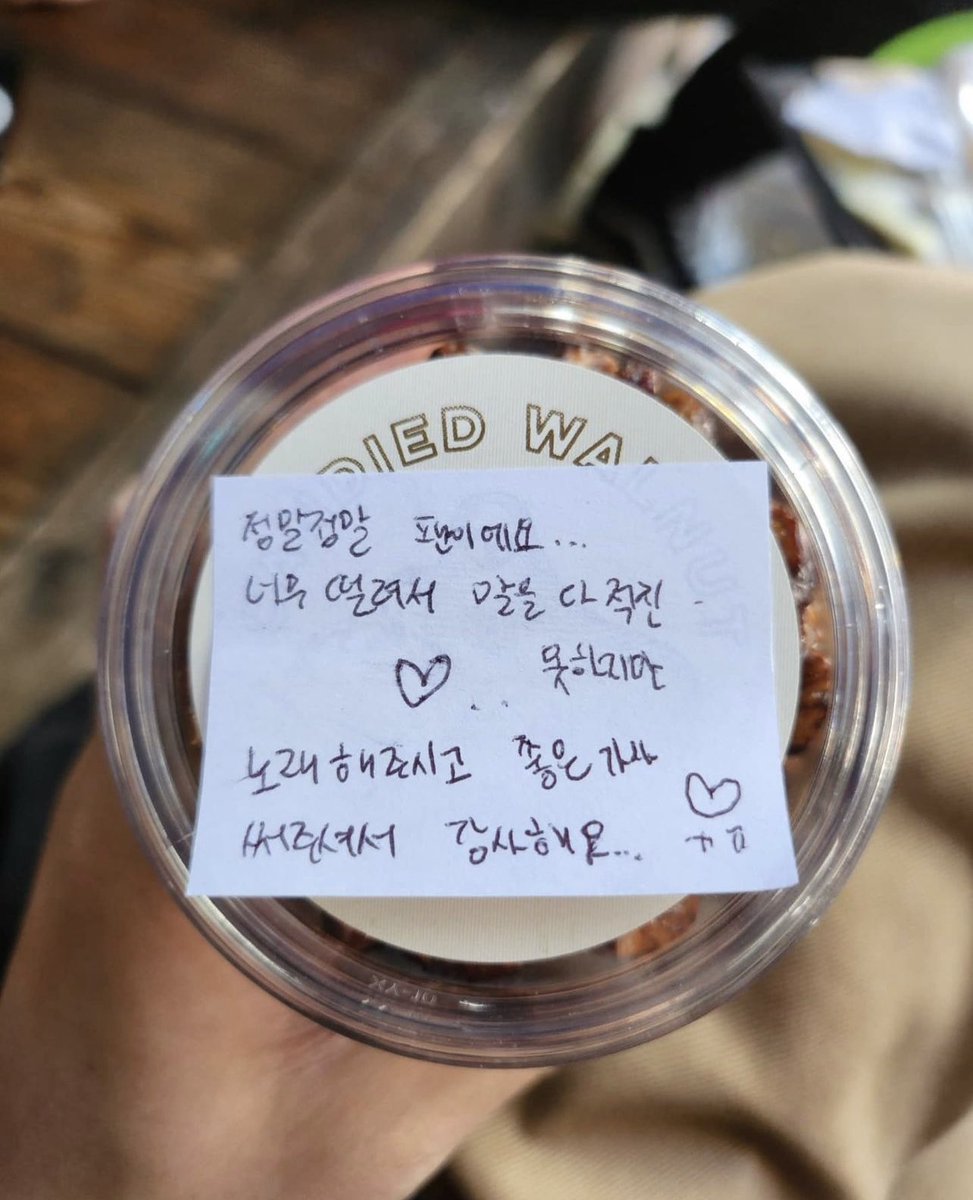 DIED WAL
정말정말 팬이에요...
너무 떨려서 말을 다 적진
못하지만
노래해주시고 좋은 가사
써주셔서 감사해요... ㅠㅠ